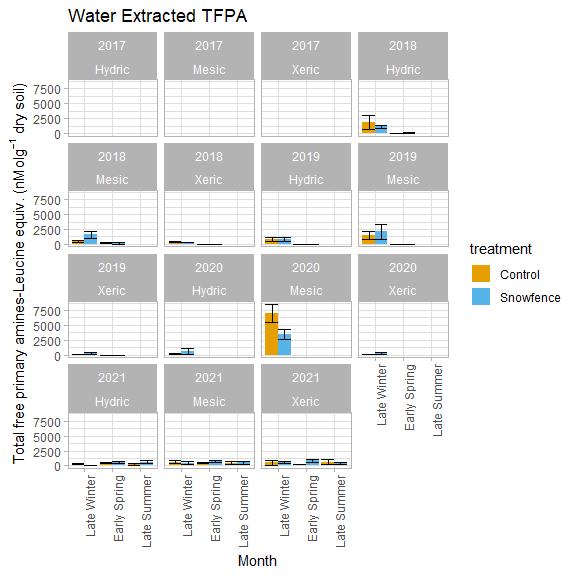 Water Extracted TFPA
Total free primary amines-Leucine equiv. (nMolg⁻¹ dry soil)
2017 2017 2017 2018
Hydric Mesic Xeric Hydric
7500
5000
2500
0
2018 2018 2019 2019
Mesic Xeric Hydric Mesic
7500
5000
2500
0
2019 2020 2020 2020
Xeric Hydric Mesic Xeric
7500
5000
2500
0
2021 2021 2021
Hydric Mesic Xeric
7500
5000
2500
0
Late Winter Early Spring Late Summer
Late Winter Early Spring Late Summer
Late Winter Early Spring Late Summer
Late Winter Early Spring Late Summer
Month
treatment
Control
Snowfence